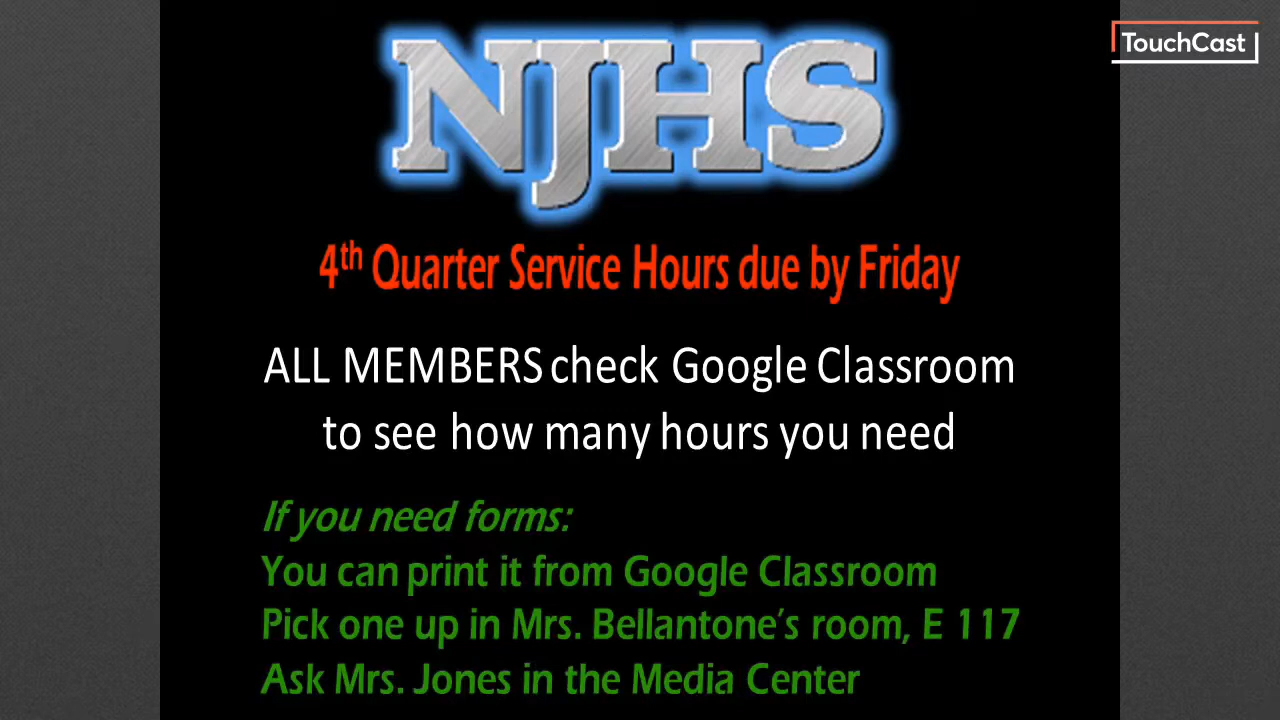 TouchCast
NJHS
4th Quarter Service Hours due by Friday
ALL MEMBERS check Google Classroom
to see how many hours you need
If you need forms:
You can print it from Google Classroom
Pick one up in Mrs. Bellantone's room, E 117
Ask Mrs. Jones in the Media Center